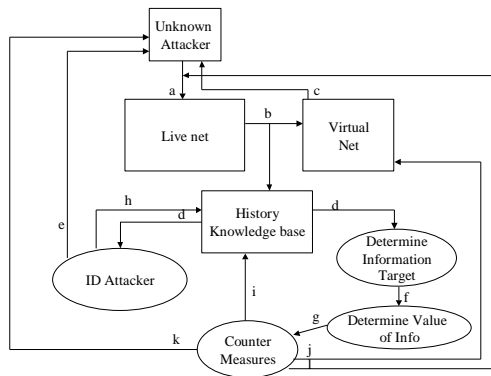 Unknown
Attacker
a
c
Live net
b
Virtual
Net
h
d
History
Knowledge base
d
e
ID Attacker
Determine
Information
Target
i
f
g
Determine Value
of Info
k
Counter
Measures
j
l